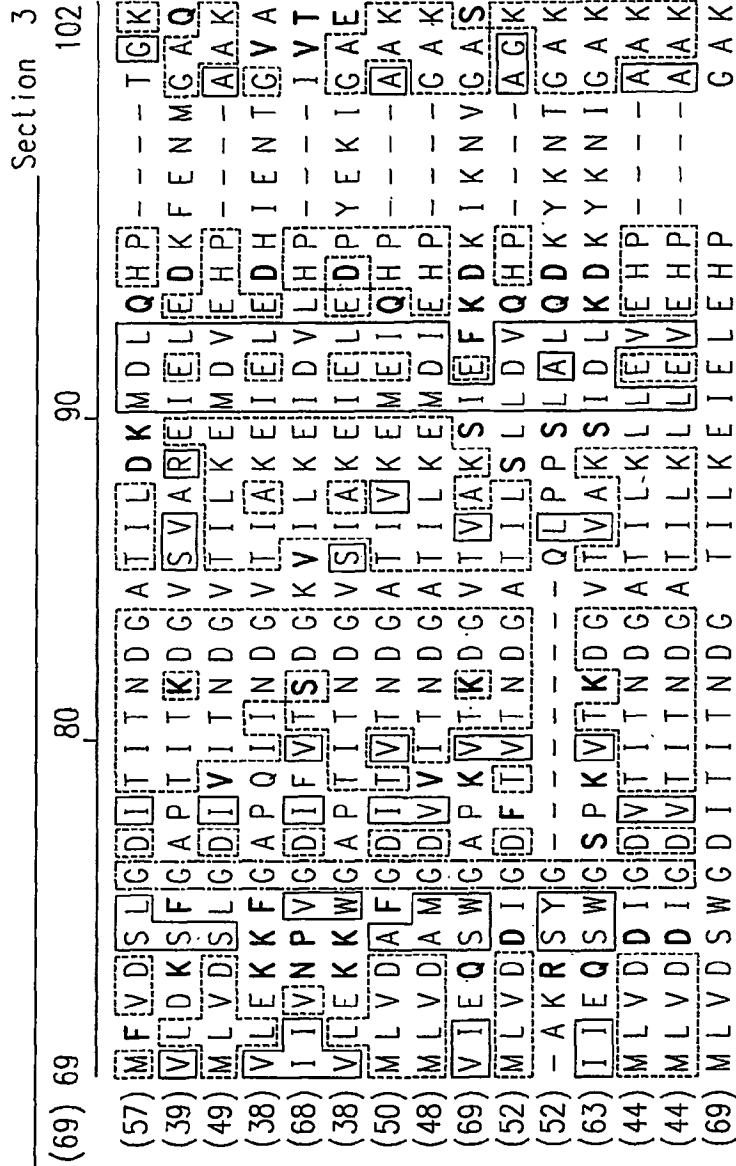 Section 3
(69) 69 80 90 102
(57) M F V D S L G D I T I T N D G A T I L D K M D L Q H P - - - - T G K
(39) V L D K S F G A P T I T K D G V S V A R E I E L E D K F E N M G A Q
(49) M L V D S L G D I V I T N D G V T I L K E M D V E H P - - - - A A K
(38) V L E K K F G A P Q I I N D G V T I A K E I E L E D H I E N T G V A
(68) I I V N P V G D I F V T S D G K V I L K E I D V L H P - - - - I V T
(38) V L E K K W G A P T I T N D G V S I A K E I E L E D P Y E K I G A E
(50) M L V D A F G D I T V T N D G A T I V K E M E I Q H P - - - - A A K
(48) M L V D A M G D V V I T N D G A T I L K E M D I E H P - - - - G A K
(69) V I E Q S W G A P K V T K D G V T V A K S I E F K D K I K N V G A S
(52) M L V D D I G D F T V T N D G A T I L S L L D V Q H P - - - - A G K
(52) - A K R S Y G - - - - - - - - - Q L P P S L A L Q D K Y K N T G A K
(63) I I E Q S W G S P K V T K D G V T V A K S I D L K D K Y K N I G A K
(44) M L V D D I G D V T I T N D G A T I L K L L E V E H P - - - - A A K
(44) M L V D D I G D V T I T N D G A T I L K L L E V E H P - - - - A A K
(69) M L V D S W G D I T I T N D G A T I L K E I E L E H P G A K